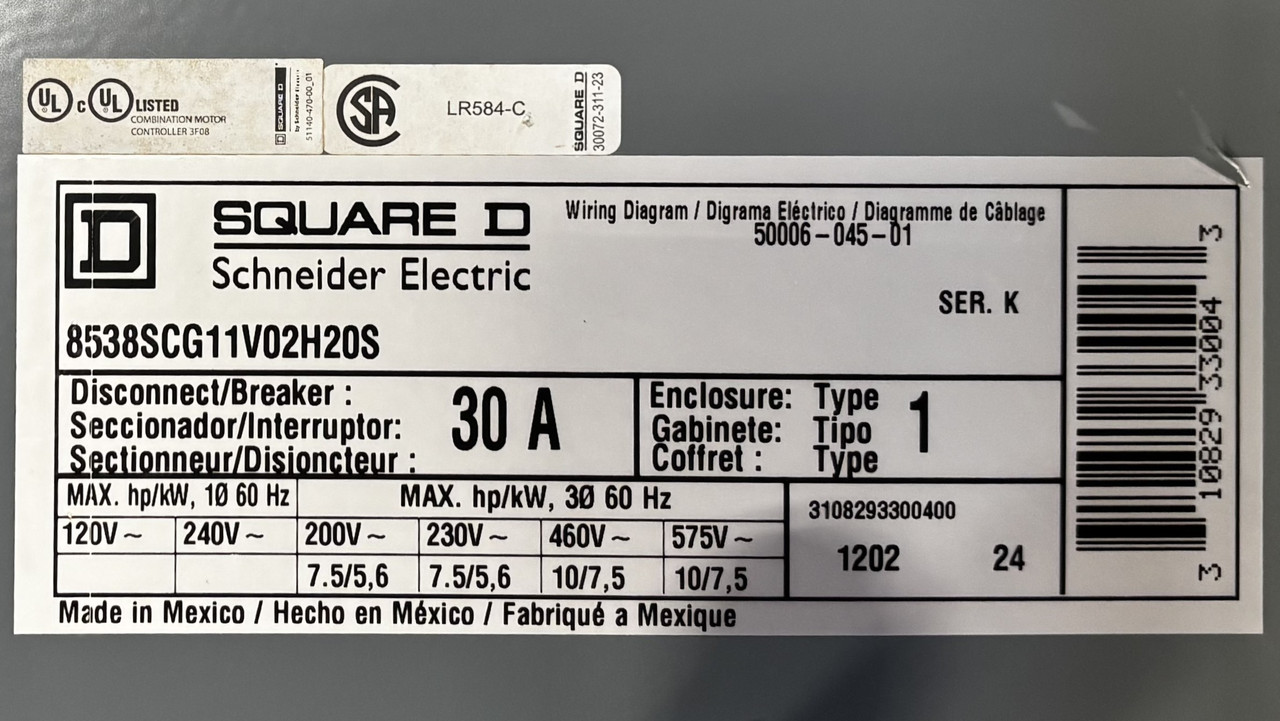 UL c UL LISTED
COMBINATION MOTOR
CONTROLLER 3F08
SQUARE D
by Schneider Electric
51140-470-00_01
SA
LR584-C
SQUARE D
30072-311-23
D
SQUARE D
Schneider Electric
Wiring Diagram / Digrama Eléctrico / Diagramme de Câblage
50006-045-01
SER. K
8538SCG11V02H20S
Disconnect/Breaker :
Seccionador/Interruptor:
Sectionneur/Disjoncteur :
30 A
Enclosure: Type
Gabinete: Tipo
Coffret : Type
1
MAX. hp/kW, 1Ø 60 Hz
MAX. hp/kW, 3Ø 60 Hz
120V ~ 240V ~ 200V ~ 230V ~ 460V ~ 575V ~
7.5/5,6 7.5/5,6 10/7,5 10/7,5
3108293300400
1202 24
3 10829 33004 3
Made in Mexico / Hecho en México / Fabriqué a Mexique